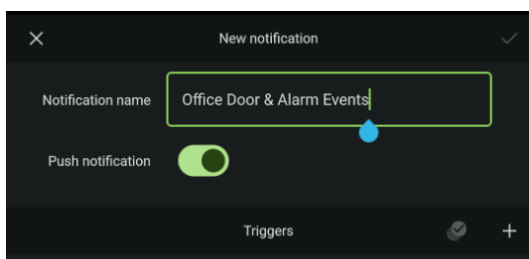 New notification
Notification name
Office Door & Alarm Events
Push notification
Triggers